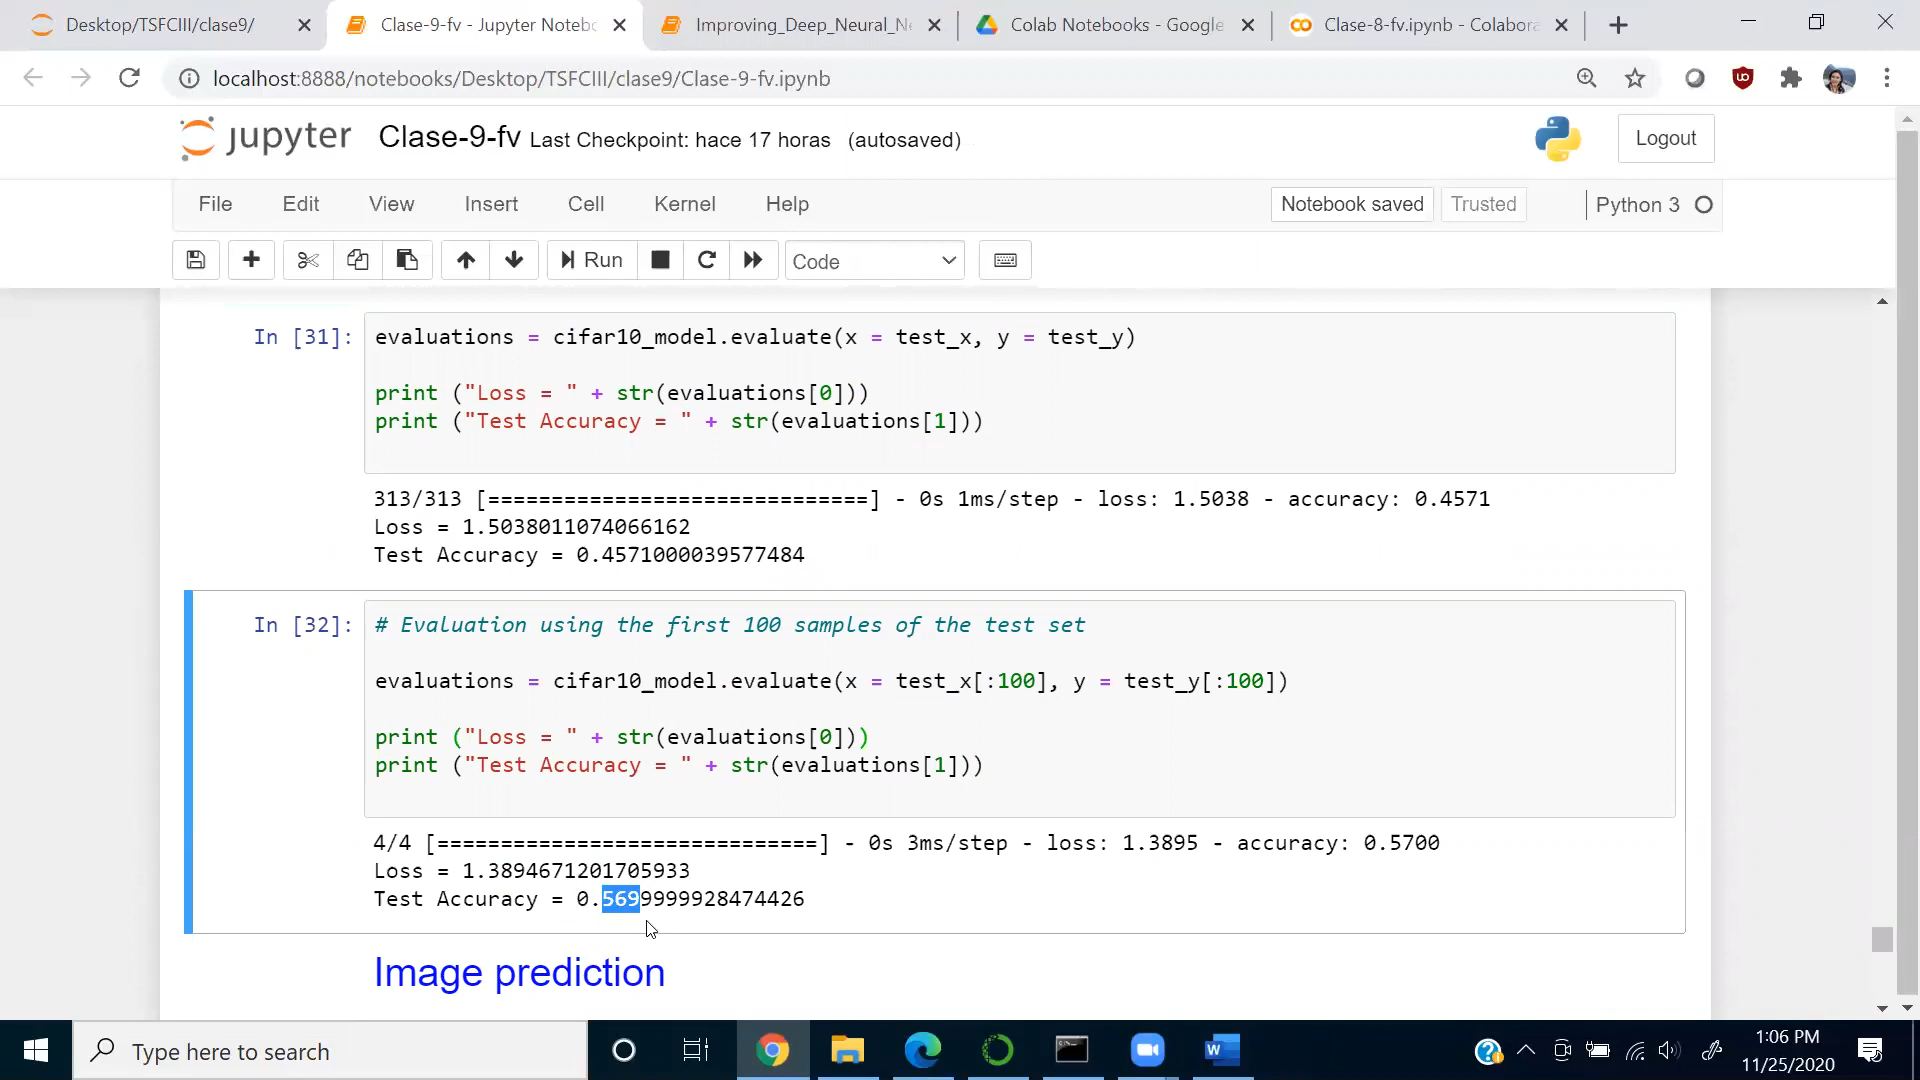 Desktop/TSFCIII/clase9/
Clase-9-fv - Jupyter Notebo
Improving_Deep_Neural_Ne
Colab Notebooks - Google
Clase-8-fv.ipynb - Colabora
localhost:8888/notebooks/Desktop/TSFCIII/clase9/Clase-9-fv.ipynb
jupyter Clase-9-fv Last Checkpoint: hace 17 horas (autosaved)
Logout
File Edit View Insert Cell Kernel Help
Notebook saved Trusted Python 3
Run Code
In [31]: evaluations = cifar10_model.evaluate(x = test_x, y = test_y)
print ("Loss = " + str(evaluations[0]))
print ("Test Accuracy = " + str(evaluations[1]))
313/313 [==============================] - 0s 1ms/step - loss: 1.5038 - accuracy: 0.4571
Loss = 1.5038011074066162
Test Accuracy = 0.4571000039577484
In [32]: # Evaluation using the first 100 samples of the test set
evaluations = cifar10_model.evaluate(x = test_x[:100], y = test_y[:100])
print ("Loss = " + str(evaluations[0]))
print ("Test Accuracy = " + str(evaluations[1]))
4/4 [==============================] - 0s 3ms/step - loss: 1.3895 - accuracy: 0.5700
Loss = 1.3894671201705933
Test Accuracy = 0.5699999928474426
Image prediction
Type here to search
1:06 PM
11/25/2020